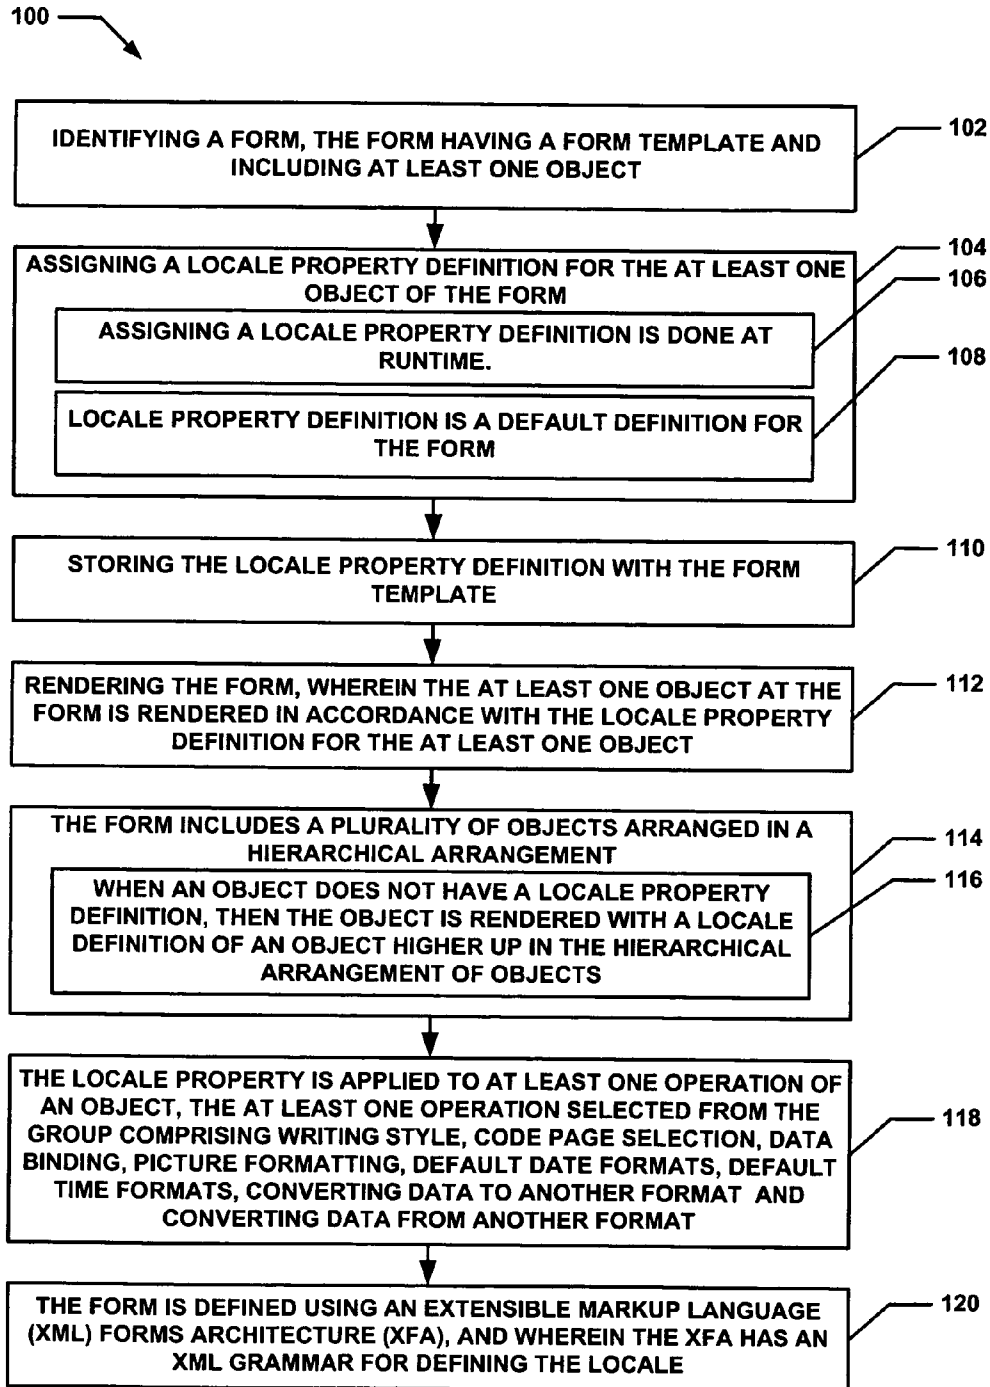 100
IDENTIFYING A FORM, THE FORM HAVING A FORM TEMPLATE AND
INCLUDING AT LEAST ONE OBJECT
102
ASSIGNING A LOCALE PROPERTY DEFINITION FOR THE AT LEAST ONE
OBJECT OF THE FORM
104
ASSIGNING A LOCALE PROPERTY DEFINITION IS DONE AT
RUNTIME.
106
LOCALE PROPERTY DEFINITION IS A DEFAULT DEFINITION FOR
THE FORM
108
STORING THE LOCALE PROPERTY DEFINITION WITH THE FORM
TEMPLATE
110
RENDERING THE FORM, WHEREIN THE AT LEAST ONE OBJECT AT THE
FORM IS RENDERED IN ACCORDANCE WITH THE LOCALE PROPERTY
DEFINITION FOR THE AT LEAST ONE OBJECT
112
THE FORM INCLUDES A PLURALITY OF OBJECTS ARRANGED IN A
HIERARCHICAL ARRANGEMENT
114
WHEN AN OBJECT DOES NOT HAVE A LOCALE PROPERTY
DEFINITION, THEN THE OBJECT IS RENDERED WITH A LOCALE
DEFINITION OF AN OBJECT HIGHER UP IN THE HIERARCHICAL
ARRANGEMENT OF OBJECTS
116
THE LOCALE PROPERTY IS APPLIED TO AT LEAST ONE OPERATION OF
AN OBJECT, THE AT LEAST ONE OPERATION SELECTED FROM THE
GROUP COMPRISING WRITING STYLE, CODE PAGE SELECTION, DATA
BINDING, PICTURE FORMATTING, DEFAULT DATE FORMATS, DEFAULT
TIME FORMATS, CONVERTING DATA TO ANOTHER FORMAT AND
CONVERTING DATA FROM ANOTHER FORMAT
118
THE FORM IS DEFINED USING AN EXTENSIBLE MARKUP LANGUAGE
(XML) FORMS ARCHITECTURE (XFA), AND WHEREIN THE XFA HAS AN
XML GRAMMAR FOR DEFINING THE LOCALE
120